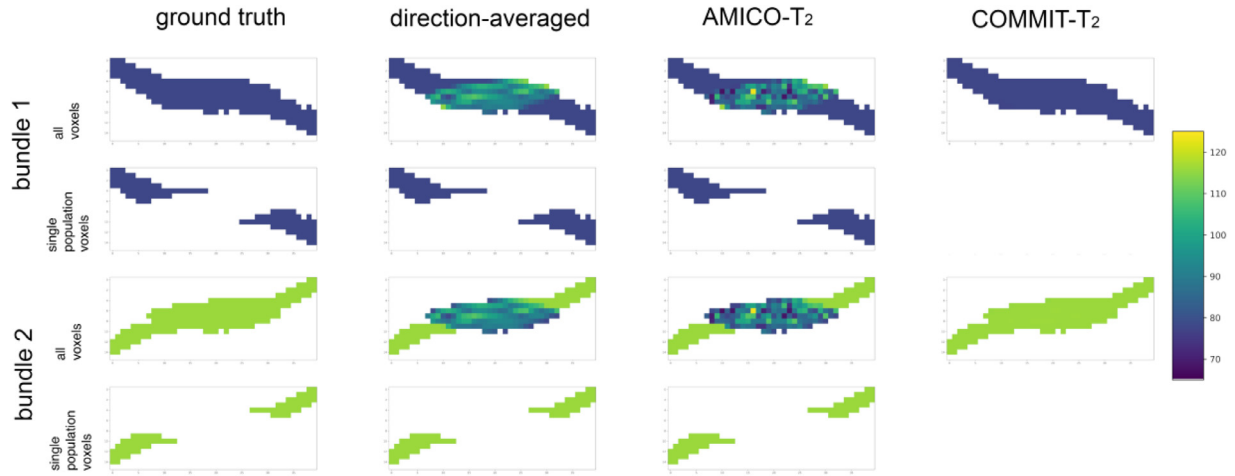 ground truth
direction-averaged
AMICO-T2
COMMIT-T2
bundle 1
all
voxels
single
population
voxels
bundle 2
all
voxels
single
population
voxels
120
110
100
90
80
70